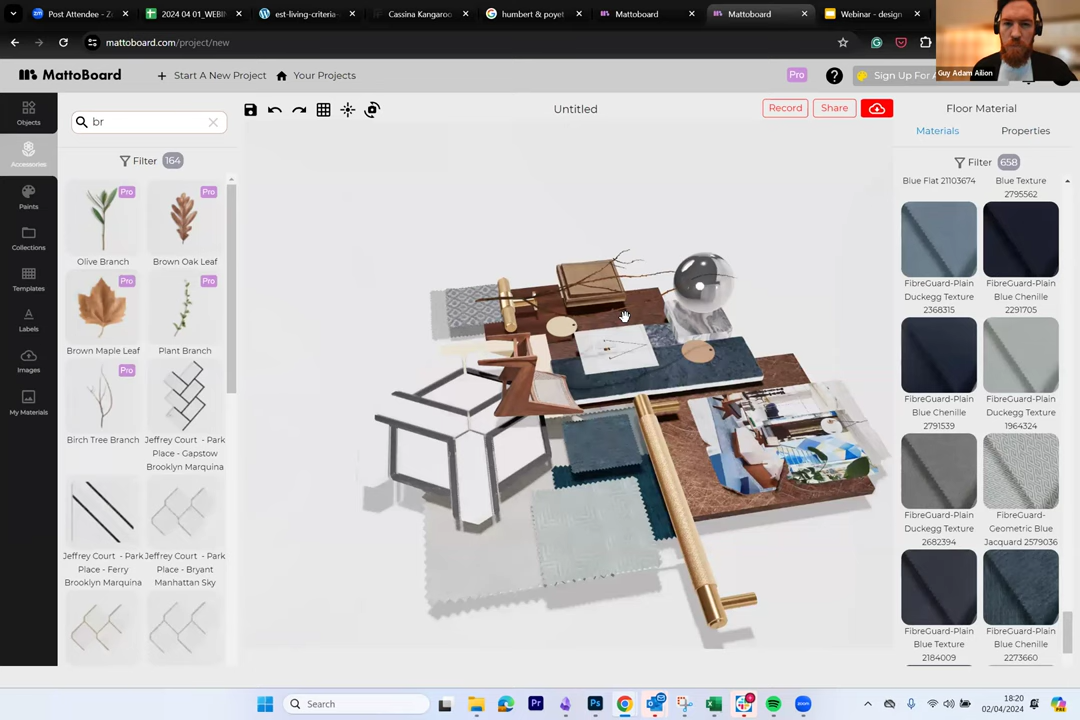 Post Attendee - Z
2024 04 01_WEBIN
est-living-criteria-
Cassina Kangaroo
humbert & poyet
Mattoboard
Mattoboard
Webinar - design
mattoboard.com/project/new
Guy Adam Ailion
MattoBoard
Start A New Project
Your Projects
Pro
Sign Up For A
Objects
Accessories
Paints
Collections
Templates
Labels
Images
My Materials
br
Filter 164
Pro
Pro
Olive Branch
Brown Oak Leaf
Pro
Pro
Brown Maple Leaf
Plant Branch
Pro
Birch Tree Branch
Jeffrey Court - Park
Place - Gapstow
Brooklyn Marquina
Jeffrey Court - Park
Place - Ferry
Brooklyn Marquina
Jeffrey Court - Park
Place - Bryant
Manhattan Sky
Untitled
Record
Share
Floor Material
Materials
Properties
Filter 658
Blue Flat 21103674
Blue Texture
2795562
FibreGuard-Plain
Duckegg Texture
2368315
FibreGuard-Plain
Blue Chenille
2291705
FibreGuard-Plain
Blue Chenille
2791539
FibreGuard-Plain
Duckegg Texture
1964324
FibreGuard-Plain
Duckegg Texture
2682394
FibreGuard-
Geometric Blue
Jacquard 2579036
FibreGuard-Plain
Blue Texture
2184009
FibreGuard-Plain
Blue Chenille
2273660
Search
18:20
02/04/2024